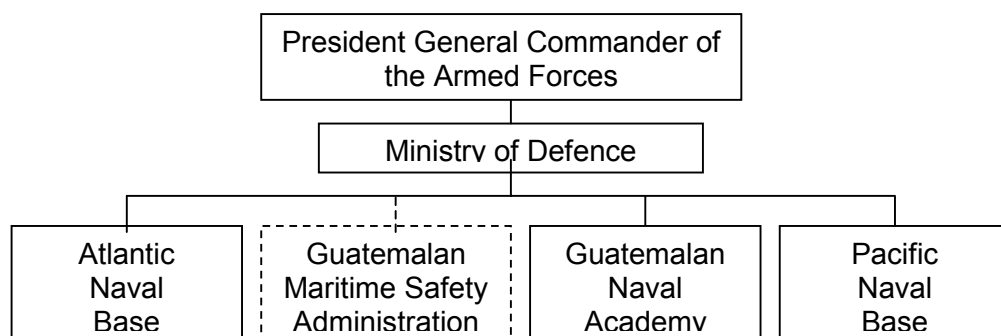 President General Commander of
the Armed Forces
Ministry of Defence
Atlantic
Naval
Base
Guatemalan
Maritime Safety
Administration
Guatemalan
Naval
Academy
Pacific
Naval
Base